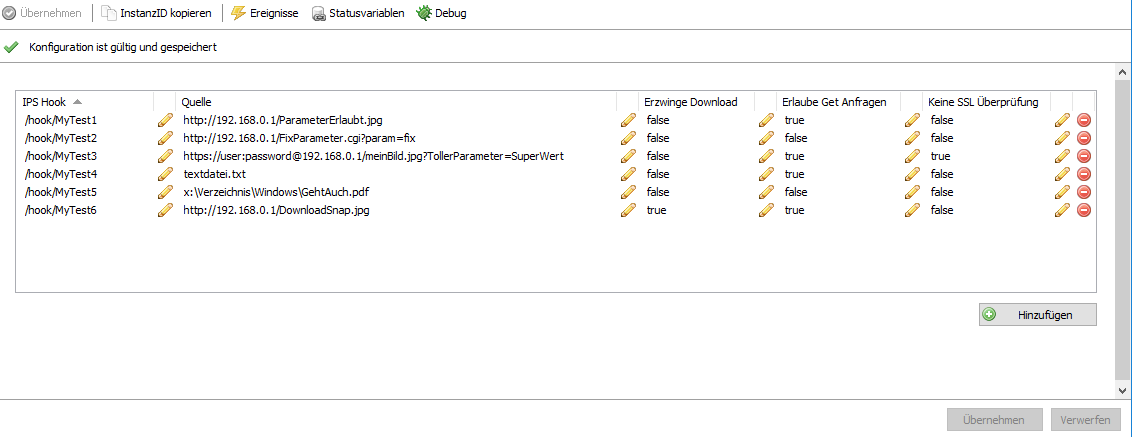 Übernehmen InstanzID kopieren Ereignisse Statusvariablen Debug
Konfiguration ist gültig und gespeichert
IPS Hook Quelle Erzwinge Download Erlaube Get Anfragen Keine SSL Überprüfung
/hook/MyTest1 http://192.168.0.1/ParameterErlaubt.jpg false true false
/hook/MyTest2 http://192.168.0.1/FixParameter.cgi?param=fix false false false
/hook/MyTest3 https://user:password@192.168.0.1/meinBild.jpg?TollerParameter=SuperWert false true true
/hook/MyTest4 textdatei.txt false true false
/hook/MyTest5 x:\Verzeichnis\Windows\GehtAuch.pdf false false false
/hook/MyTest6 http://192.168.0.1/DownloadSnap.jpg true true false
Hinzufügen
Übernehmen Verwerfen